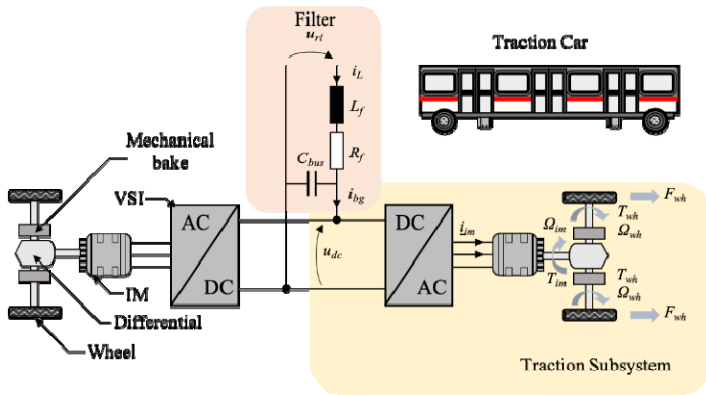 Filter
u_rl
Traction Car
i_L
L_f
Mechanical
bake
C_bus
R_f
VSI
i_bg
F_wh
AC
DC
i_im
Ω_im
T_wh
Ω_wh
u_dc
DC
AC
T_im
T_wh
Ω_wh
IM
Differential
F_wh
Wheel
Traction Subsystem